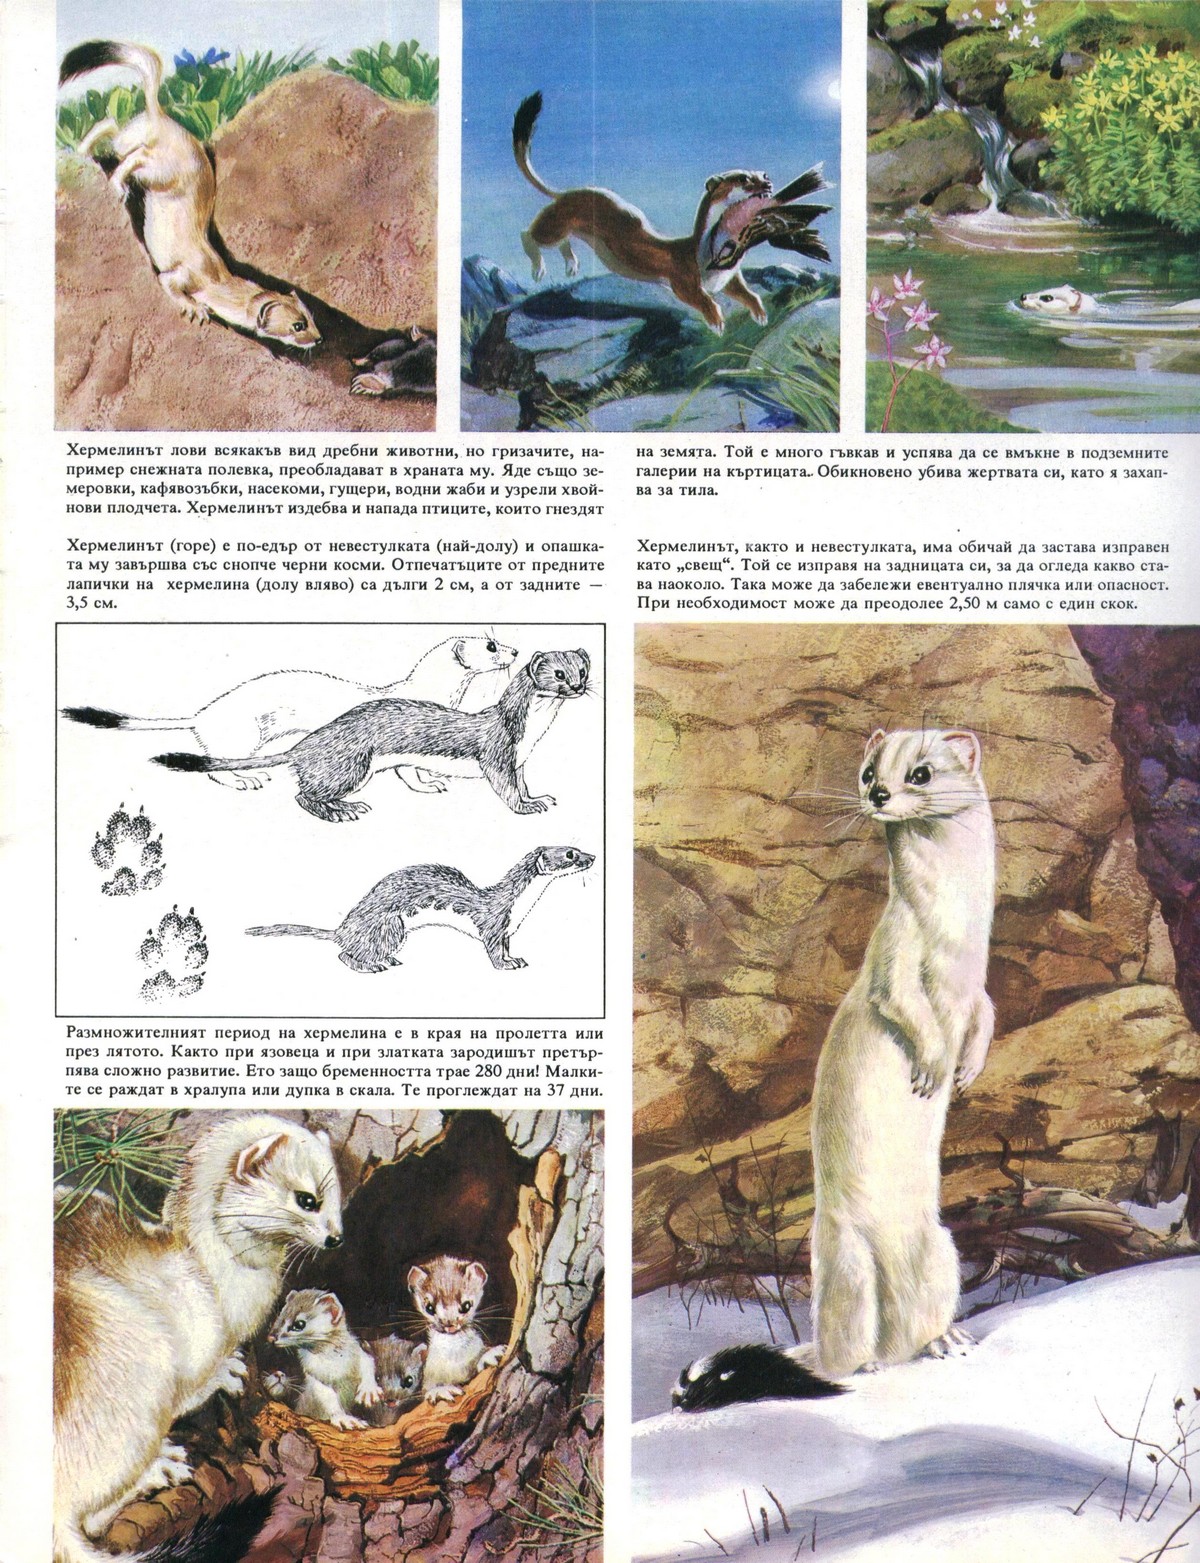 Хермелинът лови всякакъв вид дребни животни, но гризачите, на-
пример снежната полевка, преобладават в храната му. Яде също зе-
меровки, кафявозъбки, насекоми, гущери, водни жаби и узрели хвой-
нови плодчета. Хермелинът издебва и напада птиците, които гнездят
на земята. Той е много гъвкав и успява да се вмъкне в подземните
галерии на къртицата. Обикновено убива жертвата си, като я захап-
ва за тила.
Хермелинът (горе) е по-едър от невестулката (най-долу) и опашка-
та му завършва със снопче черни косми. Отпечатъците от предните
лапички на хермелина (долу вляво) са дълги 2 см, а от задните —
3,5 см.
Хермелинът, както и невестулката, има обичай да застава изправен
като „свещ“. Той се изправя на задницата си, за да огледа какво ста-
ва наоколо. Така може да забележи евентуално плячка или опасност.
При необходимост може да преодолее 2,50 м само с един скок.
Размножителният период на хермелина е в края на пролетта или
през лятото. Както при язовеца и при златката зародишът претър-
пява сложно развитие. Ето защо бременността трае 280 дни! Малки-
те се раждат в хралупа или дупка в скала. Те проглеждат на 37 дни.